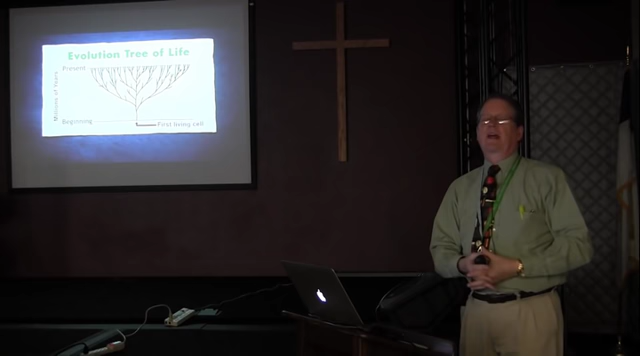 Evolution Tree of Life
Present
Millions of Years
Beginning
First living cell